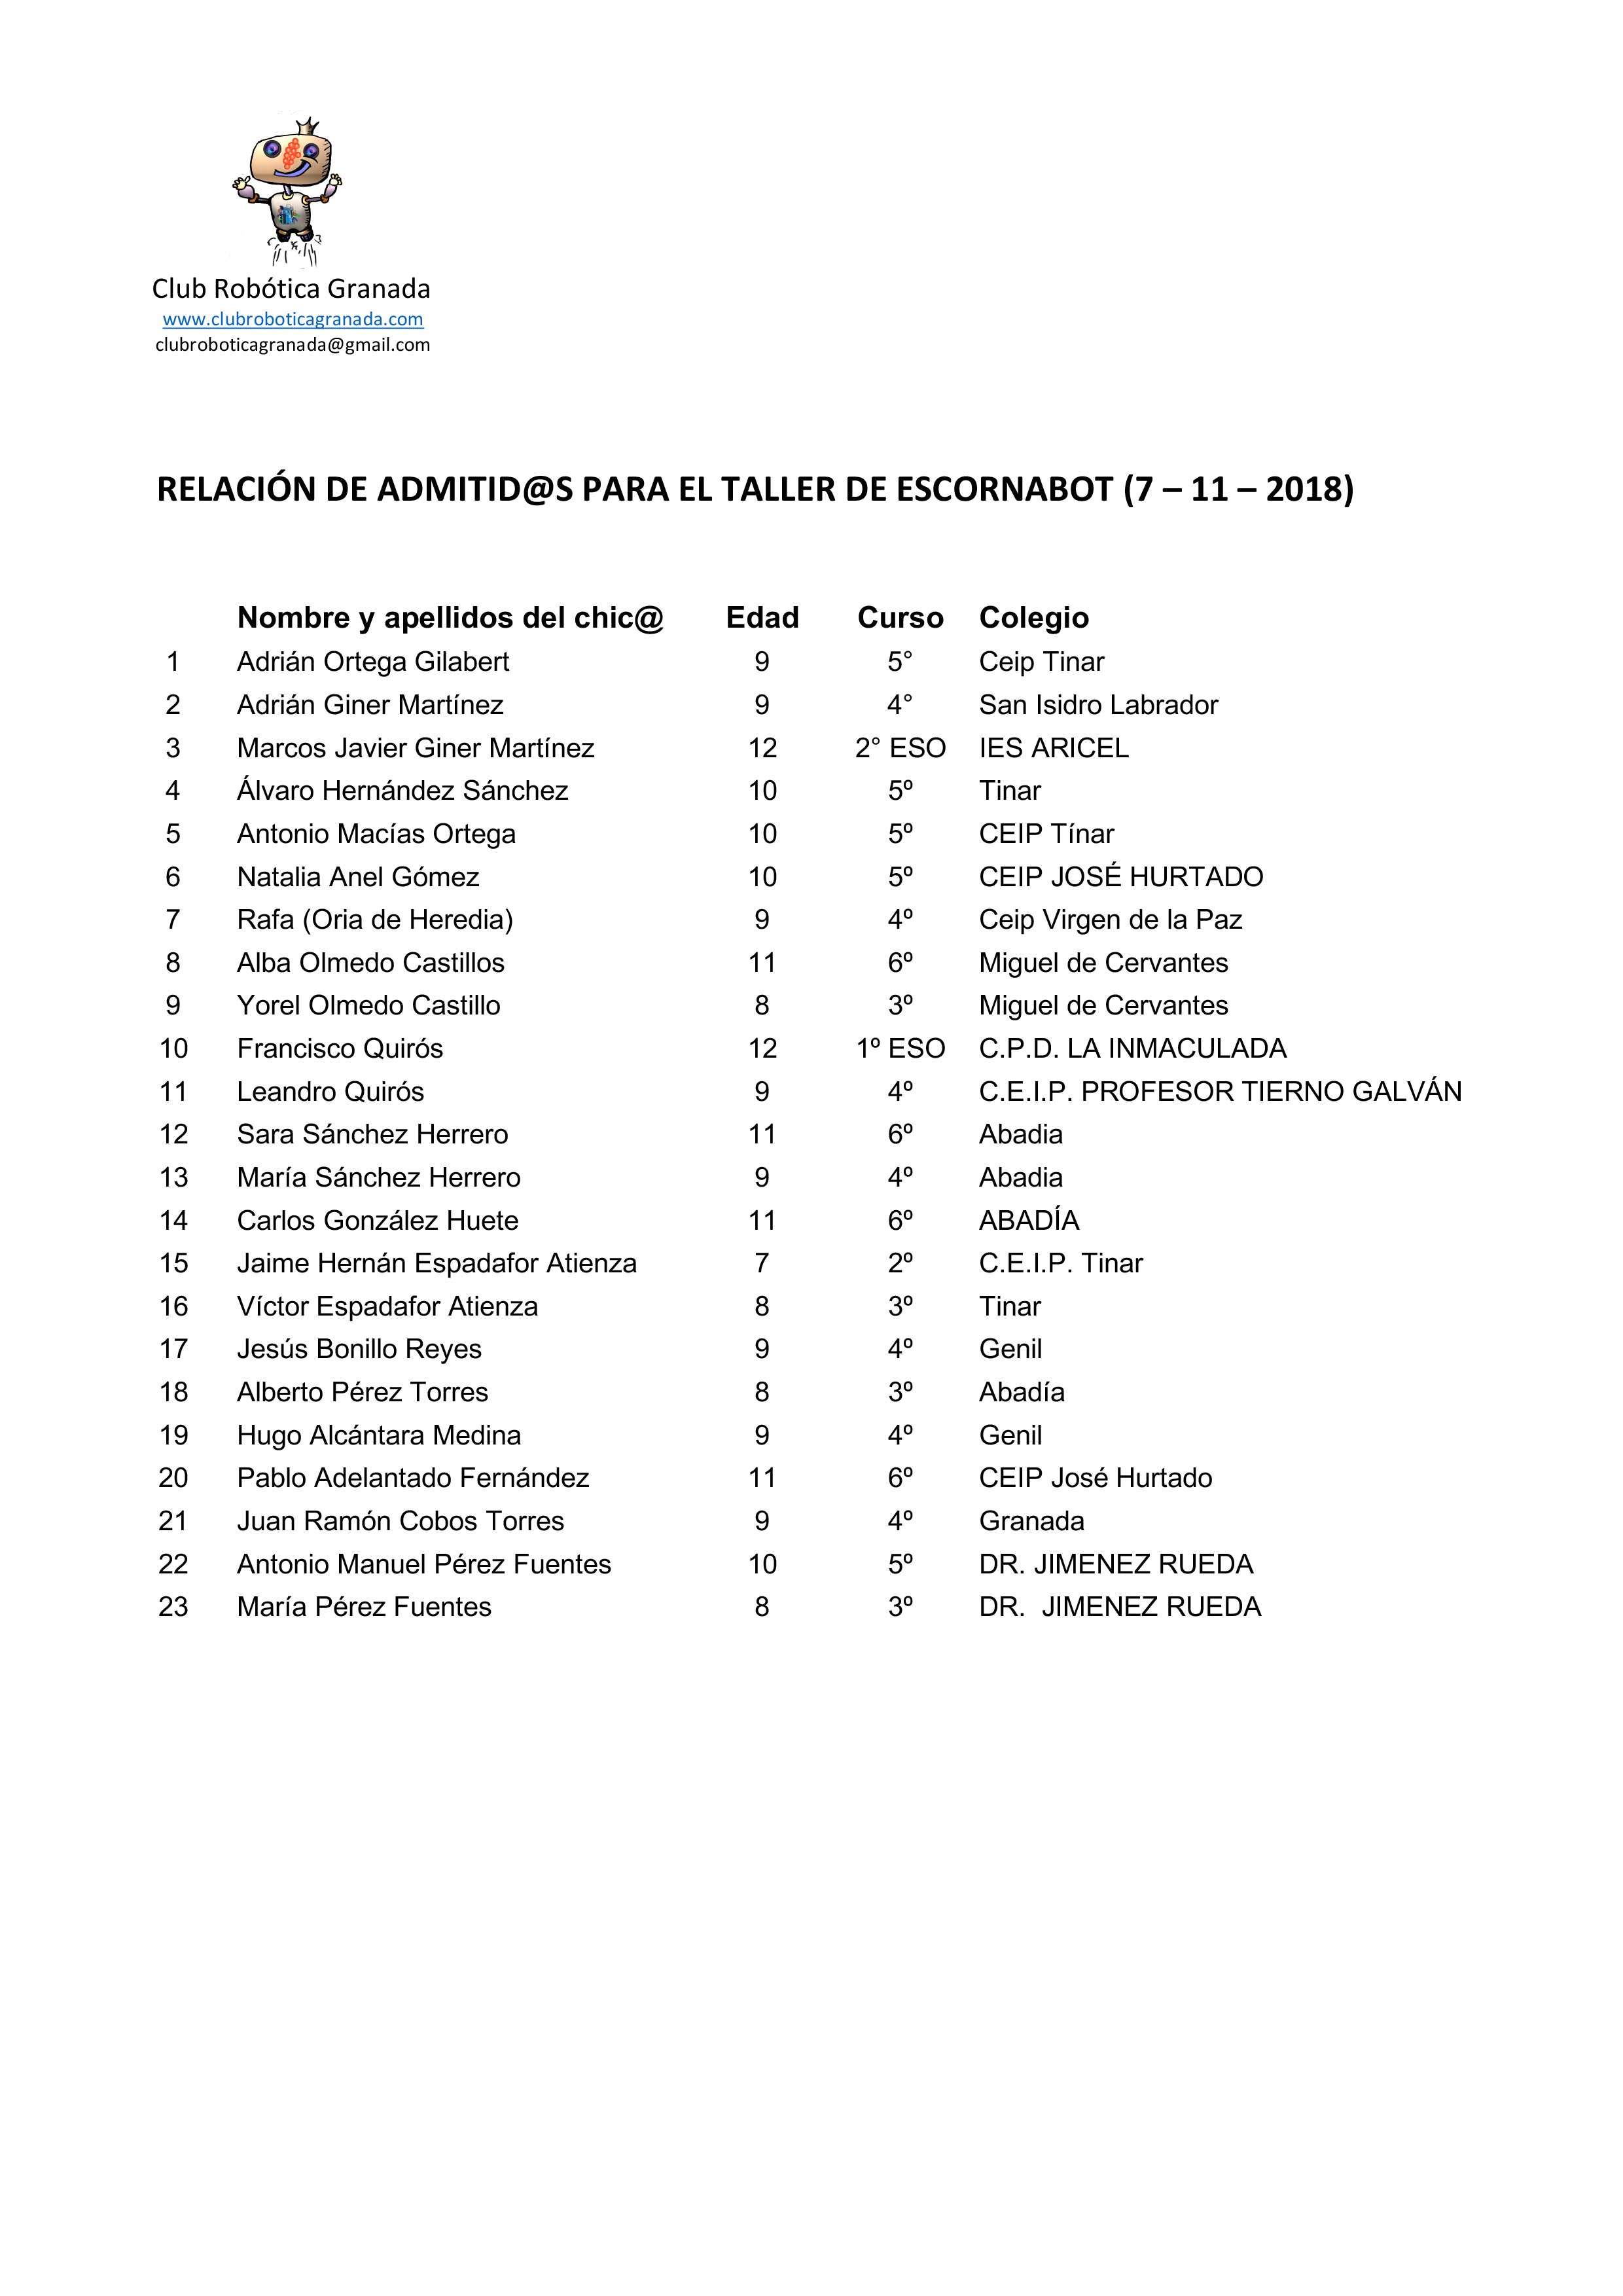 Club Robótica Granada
www.clubroboticagranada.com
clubroboticagranada@gmail.com
RELACIÓN DE ADMITID@S PARA EL TALLER DE ESCORNABOT (7 – 11 – 2018)
Nombre y apellidos del chic@ Edad Curso Colegio
1 Adrián Ortega Gilabert 9 5° Ceip Tinar
2 Adrián Giner Martínez 9 4° San Isidro Labrador
3 Marcos Javier Giner Martínez 12 2° ESO IES ARICEL
4 Álvaro Hernández Sánchez 10 5º Tinar
5 Antonio Macías Ortega 10 5º CEIP Tínar
6 Natalia Anel Gómez 10 5º CEIP JOSÉ HURTADO
7 Rafa (Oria de Heredia) 9 4º Ceip Virgen de la Paz
8 Alba Olmedo Castillos 11 6º Miguel de Cervantes
9 Yorel Olmedo Castillo 8 3º Miguel de Cervantes
10 Francisco Quirós 12 1º ESO C.P.D. LA INMACULADA
11 Leandro Quirós 9 4º C.E.I.P. PROFESOR TIERNO GALVÁN
12 Sara Sánchez Herrero 11 6º Abadia
13 María Sánchez Herrero 9 4º Abadia
14 Carlos González Huete 11 6º ABADÍA
15 Jaime Hernán Espadafor Atienza 7 2º C.E.I.P. Tinar
16 Víctor Espadafor Atienza 8 3º Tinar
17 Jesús Bonillo Reyes 9 4º Genil
18 Alberto Pérez Torres 8 3º Abadía
19 Hugo Alcántara Medina 9 4º Genil
20 Pablo Adelantado Fernández 11 6º CEIP José Hurtado
21 Juan Ramón Cobos Torres 9 4º Granada
22 Antonio Manuel Pérez Fuentes 10 5º DR. JIMENEZ RUEDA
23 María Pérez Fuentes 8 3º DR. JIMENEZ RUEDA